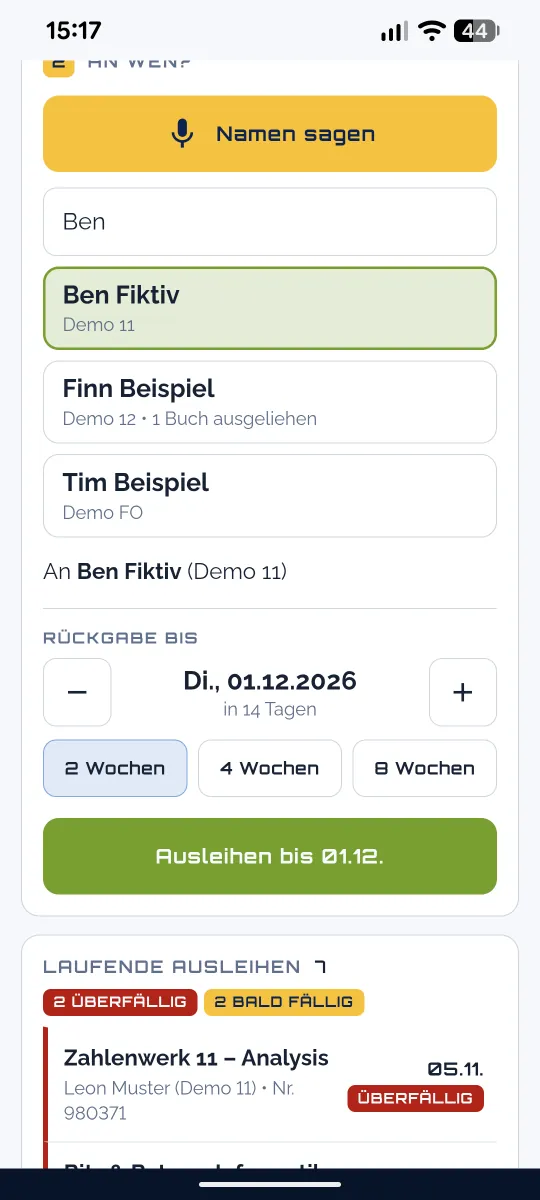 15:17
44
2 AN WEN?
Namen sagen
Ben
Ben Fiktiv
Demo 11
Finn Beispiel
Demo 12 • 1 Buch ausgeliehen
Tim Beispiel
Demo FO
An Ben Fiktiv (Demo 11)
RÜCKGABE BIS
− Di., 01.12.2026 +
in 14 Tagen
2 Wochen 4 Wochen 8 Wochen
Ausleihen bis 01.12.
LAUFENDE AUSLEIHEN 7
2 ÜBERFÄLLIG 2 BALD FÄLLIG
Zahlenwerk 11 – Analysis
05.11.
Leon Muster (Demo 11) • Nr.
980371
ÜBERFÄLLIG